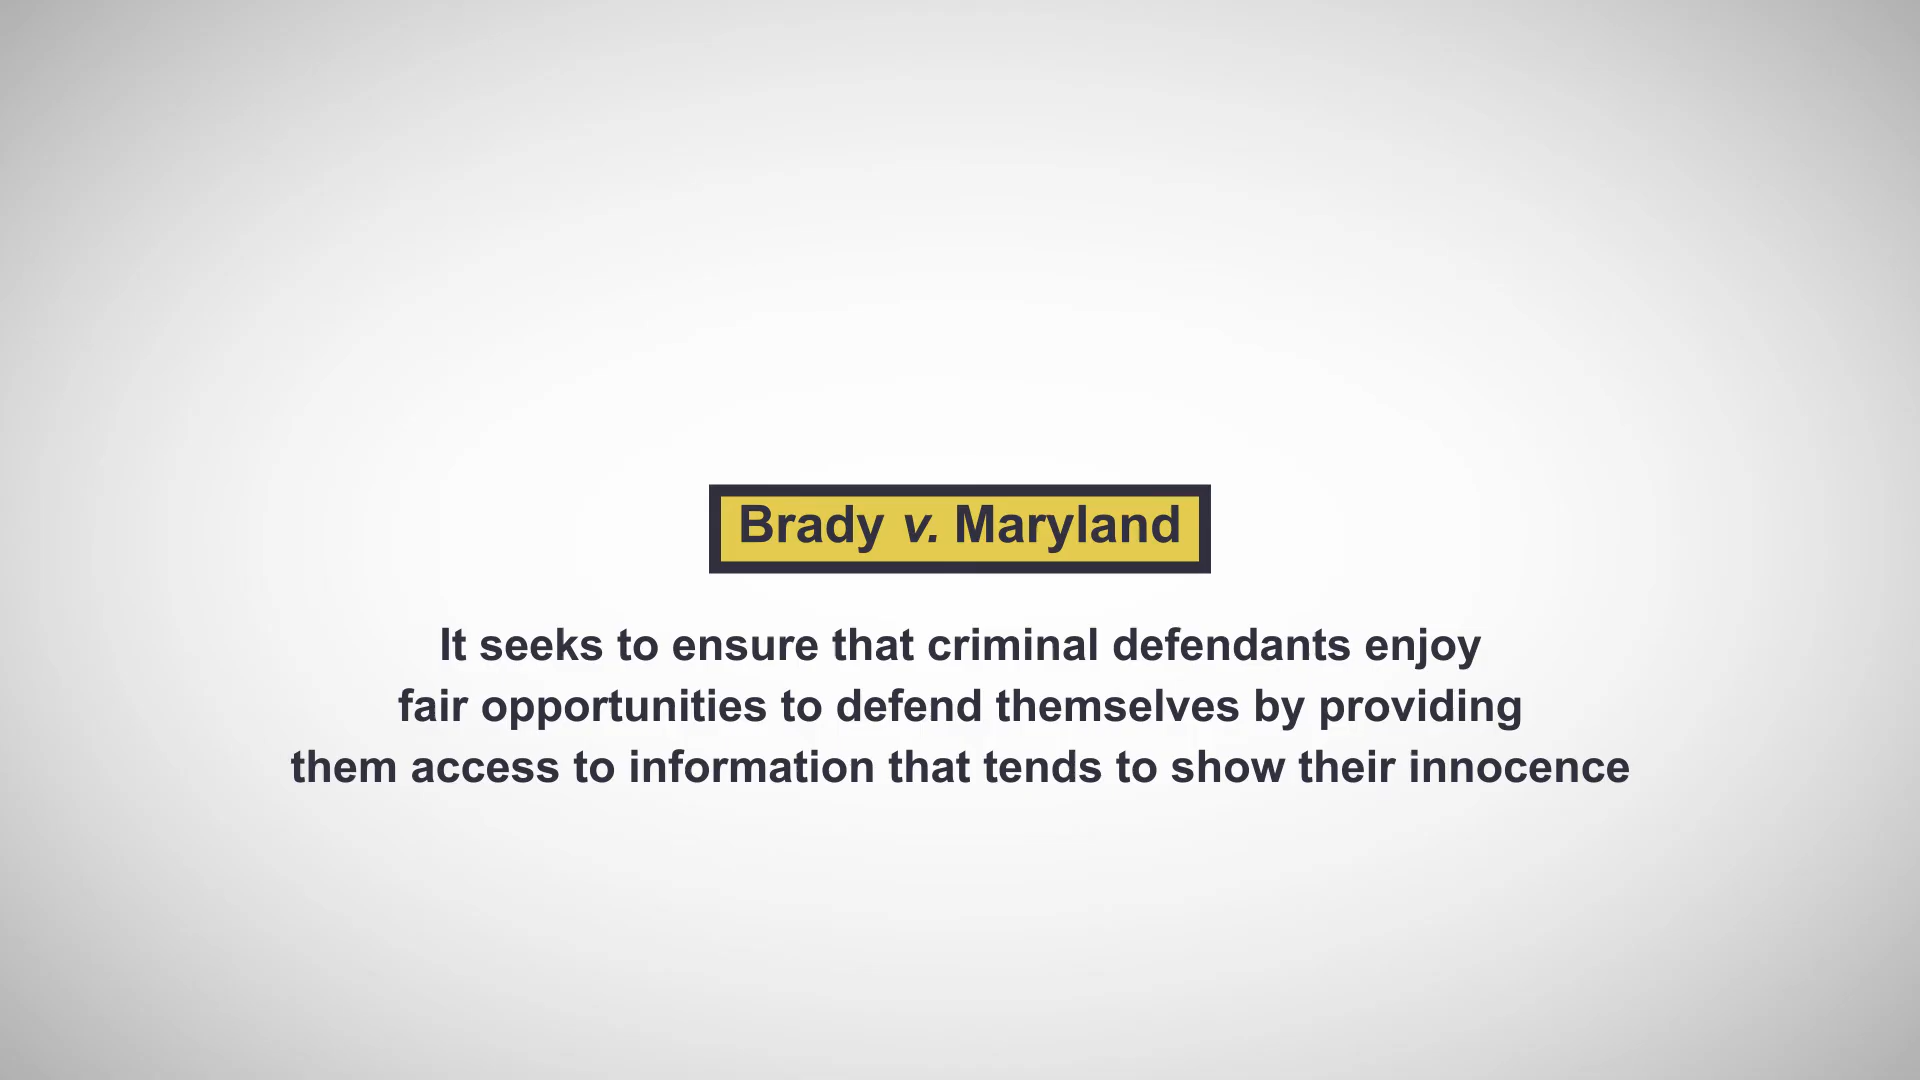 Brady v. Maryland
It seeks to ensure that criminal defendants enjoy
fair opportunities to defend themselves by providing
them access to information that tends to show their innocence